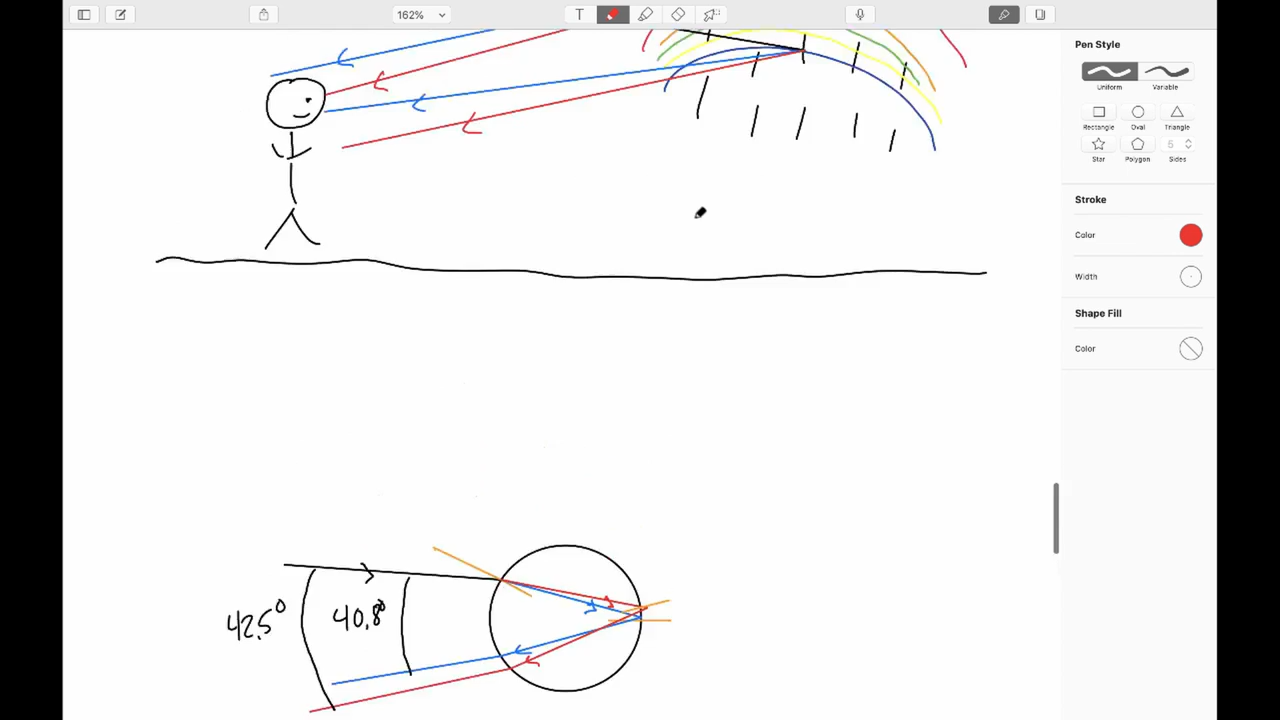 162%
T
Pen Style
Uniform Variable
Rectangle Oval Triangle
5
Star Polygon Sides
Stroke
Color
Width
Shape Fill
Color
42.5°
40.8°